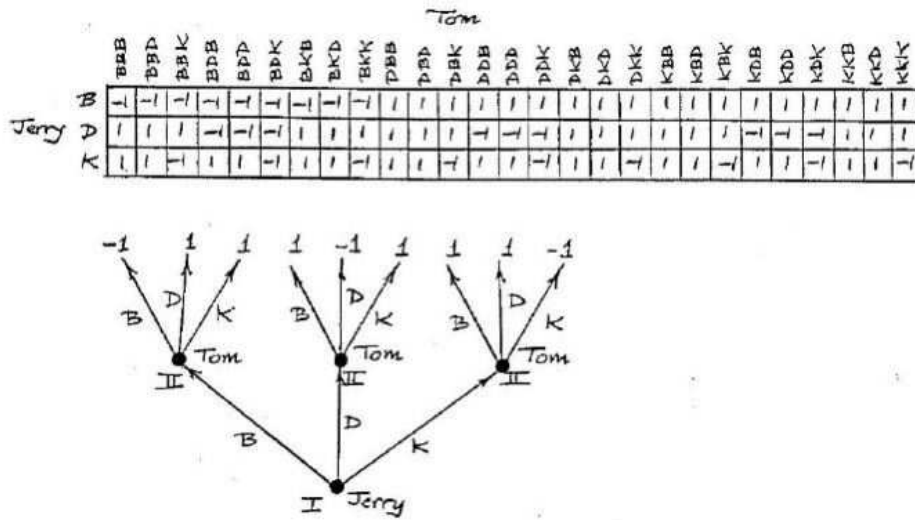 Tom
BBB BBD BBK BDB BDD BDK BKB BKD BKK DBB DBD DBK DDB DDD DDK DKB DKD DKK KBB KBD KBK KDB KDD KDK KKB KKD KKK
B -1 -1 -1 -1 -1 -1 -1 -1 -1 1 1 1 1 1 1 1 1 1 1 1 1 1 1 1 1 1 1
Jerry D 1 1 1 -1 -1 -1 1 1 1 1 1 1 -1 -1 -1 1 1 1 1 1 1 -1 -1 -1 1 1 1
K 1 1 -1 1 1 -1 1 1 -1 1 1 -1 1 1 -1 1 1 -1 1 1 -1 1 1 -1 1 1 -1
-1 1 1 1 -1 1 1 1 -1
B D K B D K B D K
Tom Tom Tom
II II II
B D K
I Jerry